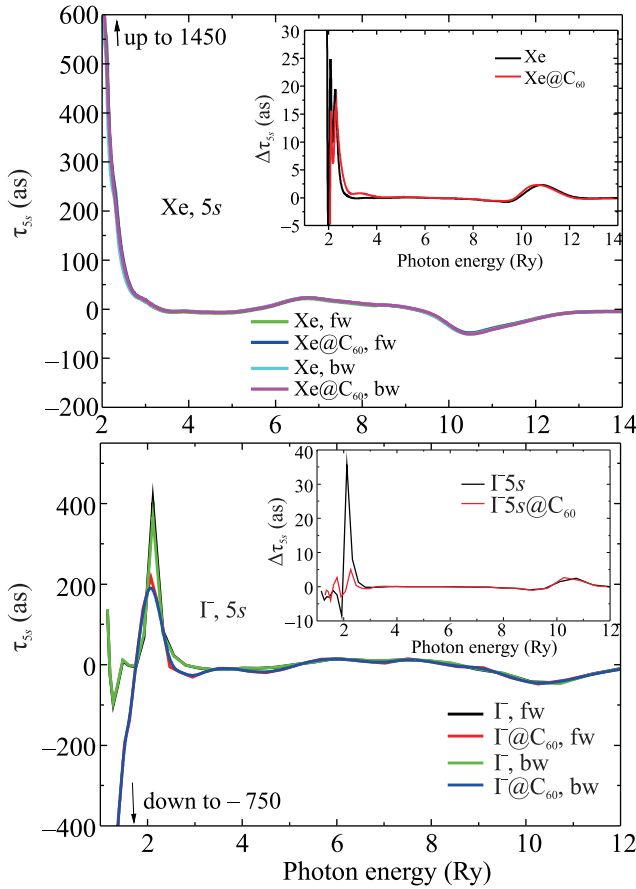 600
500
400
300
200
100
0
−100
−200
τ5s (as)
up to 1450
Xe, 5s
Xe, fw
Xe@C60, fw
Xe, bw
Xe@C60, bw
2 4 6 8 10 12 14
30
25
20
15
10
5
0
−5
Δτ5s (as)
Xe
Xe@C60
2 4 6 8 10 12 14
Photon energy (Ry)
400
200
0
−200
−400
τ5s (as)
I−, 5s
down to −750
I−, fw
I−@C60, fw
I−, bw
I−@C60, bw
40
30
20
10
0
−10
Δτ5s (as)
I−5s
I−5s@C60
2 4 6 8 10 12
Photon energy (Ry)
2 4 6 8 10 12
Photon energy (Ry)